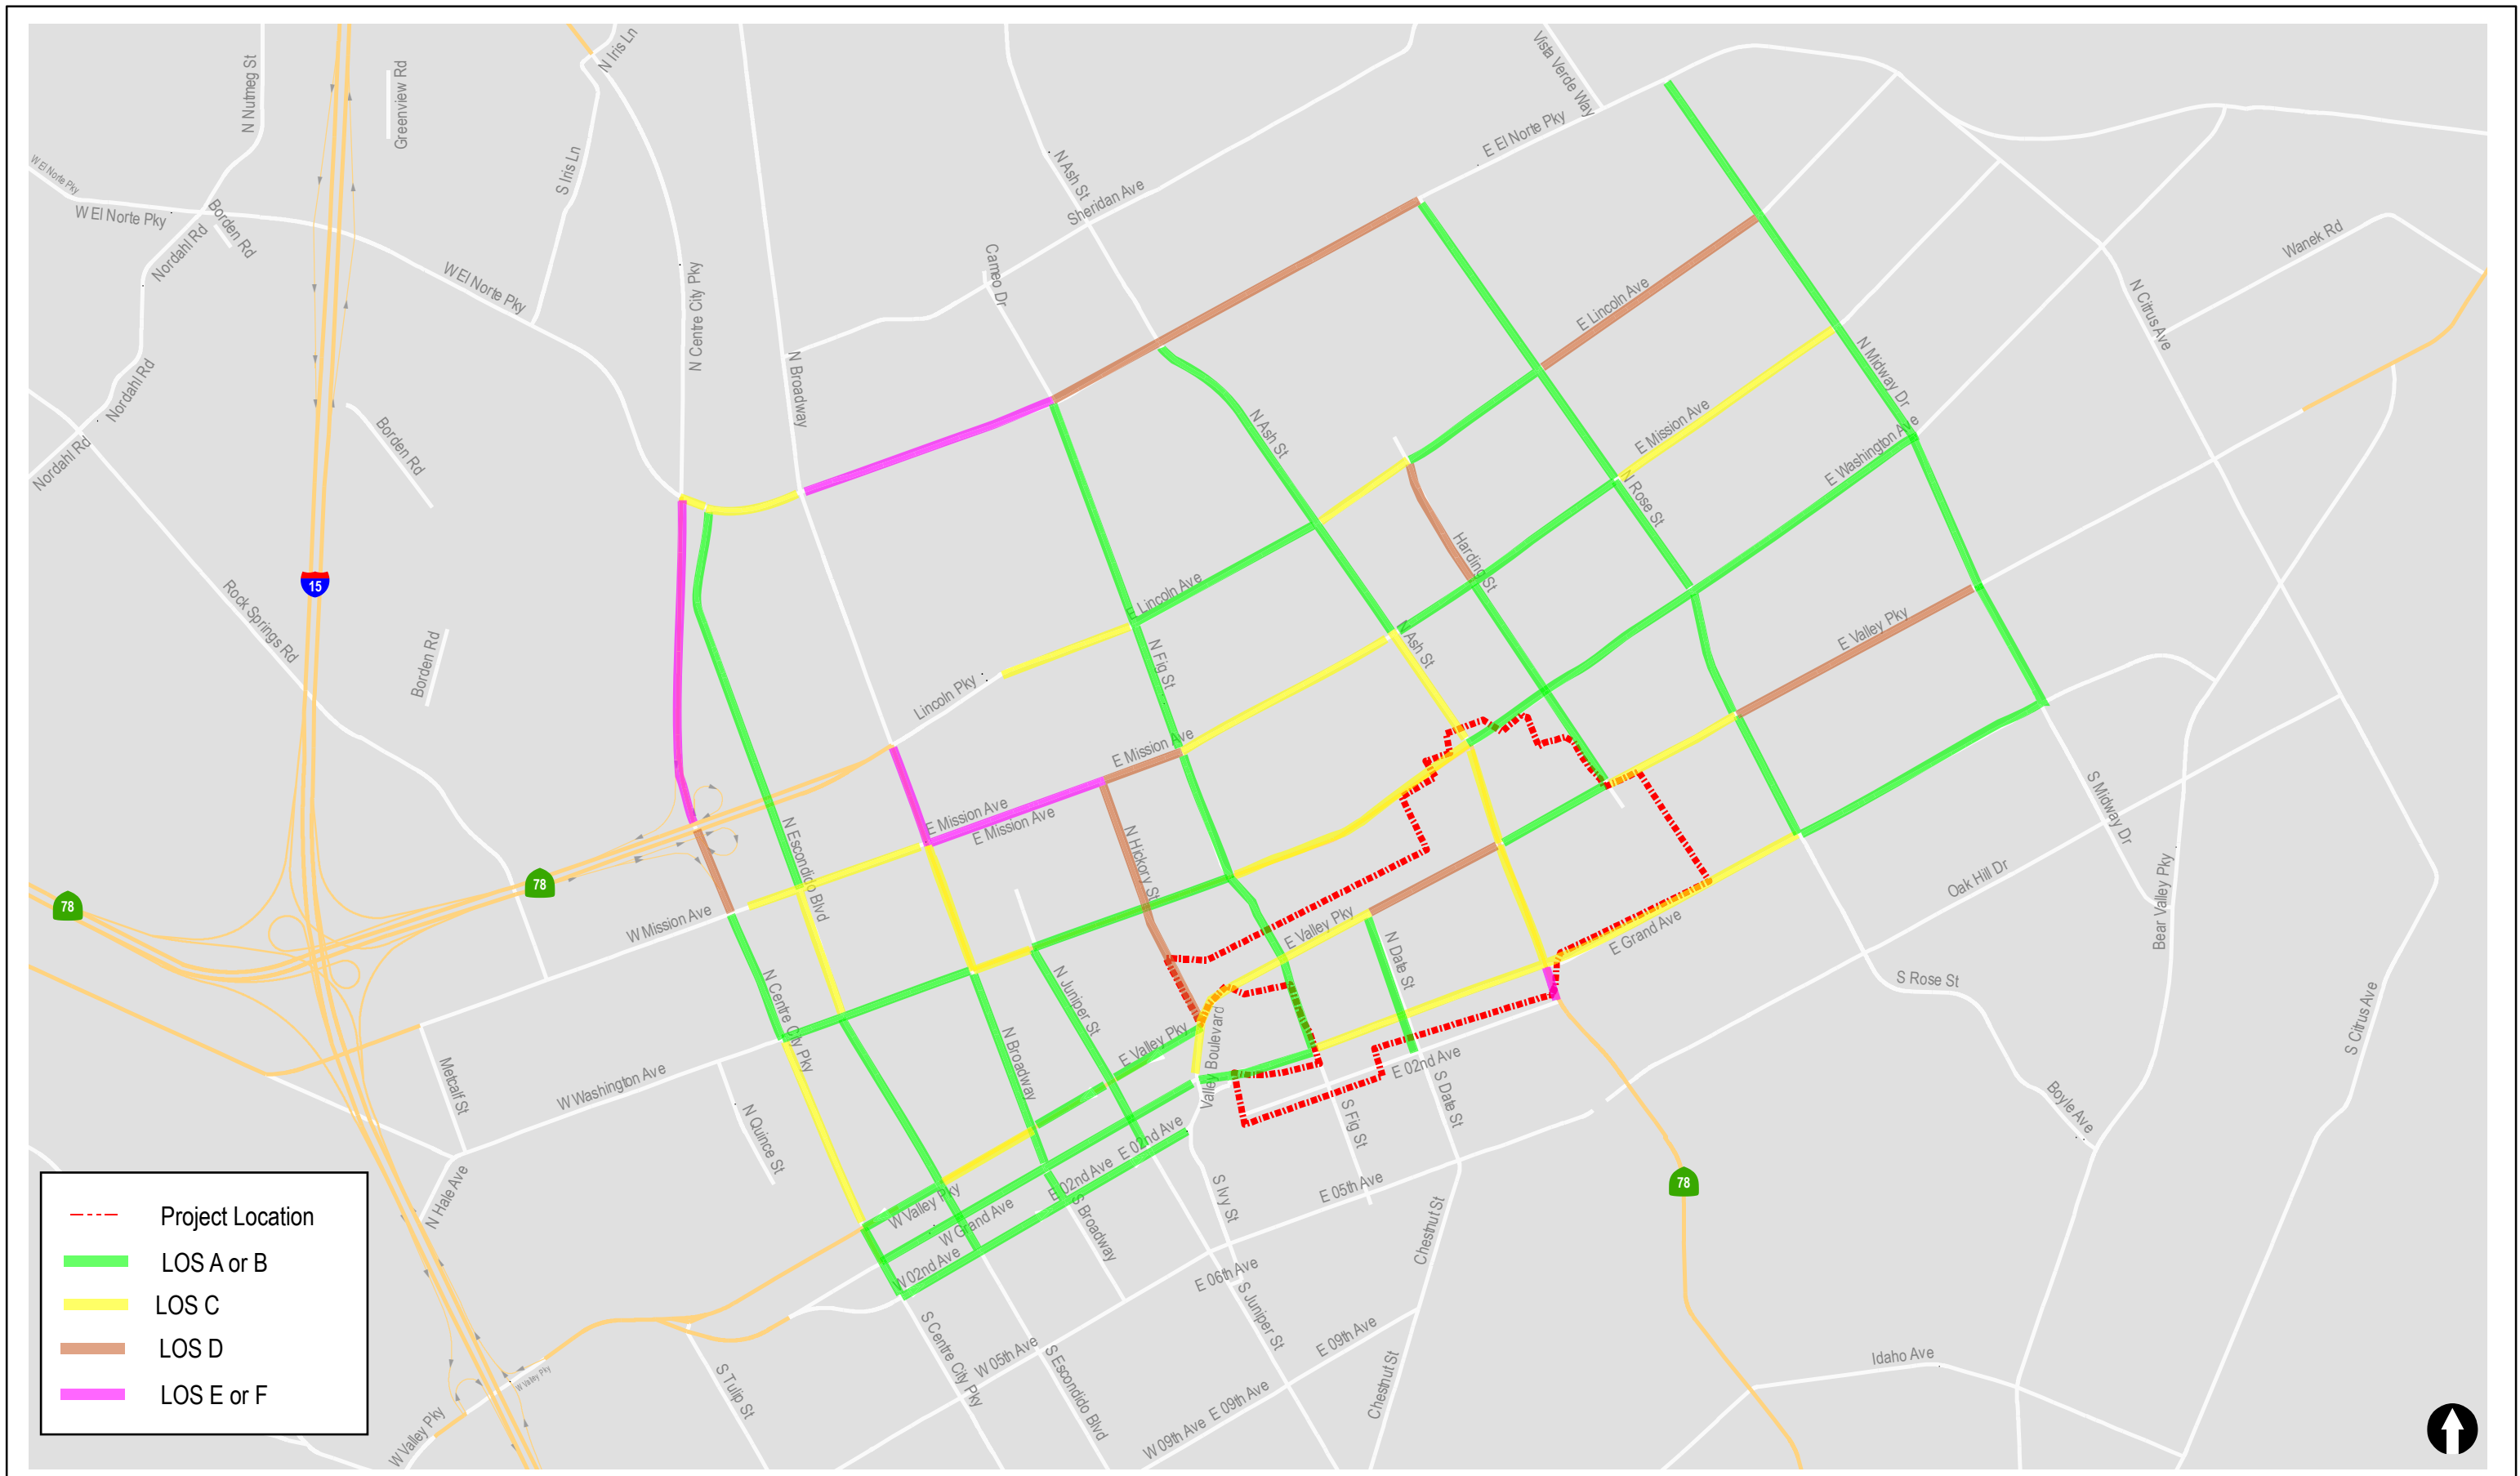 N Iris Ln
Vista Verde Way
N Nutmeg St
Greenview Rd
E El Norte Pky
W El Norte Pky
S Iris Ln
N Ash St
W El Norte Pky
Borden Rd
Sheridan Ave
Nordahl Rd
Wanek Rd
Cameo Dr
W El Norte Pky
N Centre City Pky
E Lincoln Ave
N Citrus Ave
N Broadway
N Midway Dr
Nordahl Rd
N Ash St
E Mission Ave
Borden Rd
Nordahl Rd
E Washington Ave
N Rose St
Harding St
15
E Lincoln Ave
Rock Springs Rd
N Ash St
Borden Rd
N Fig St
E Valley Pky
Lincoln Pky
E Mission Ave
S Midway Dr
E Mission Ave
E Mission Ave
N Escondido Blvd
N Hickory St
78
78
Oak Hill Dr
W Mission Ave
Bear Valley Pky
E Valley Pky
E Grand Ave
N Date St
S Rose St
N Centre City Pky
N Juniper St
S Citrus Ave
N Broadway
E Valley Pky
Valley Boulevard
Metcalf St
W Washington Ave
E 02nd Ave
S Date St
Boyle Ave
N Quince St
S Fig St
E 02nd Ave
E 02nd Ave
78
N Hale Ave
W Valley Pky
S Ivy St
E 05th Ave
W Grand Ave
S Broadway
Chestnut St
W 02nd Ave
E 06th Ave
S Juniper St
S Centre City Pky
E 09th Ave
W 05th Ave
Idaho Ave
S Escondido Blvd
W Valley Pky
S Tulip St
Chestnut St
E 09th Ave
W 09th Ave
W Valley Pky
Project Location
LOS A or B
LOS C
LOS D
LOS E or F